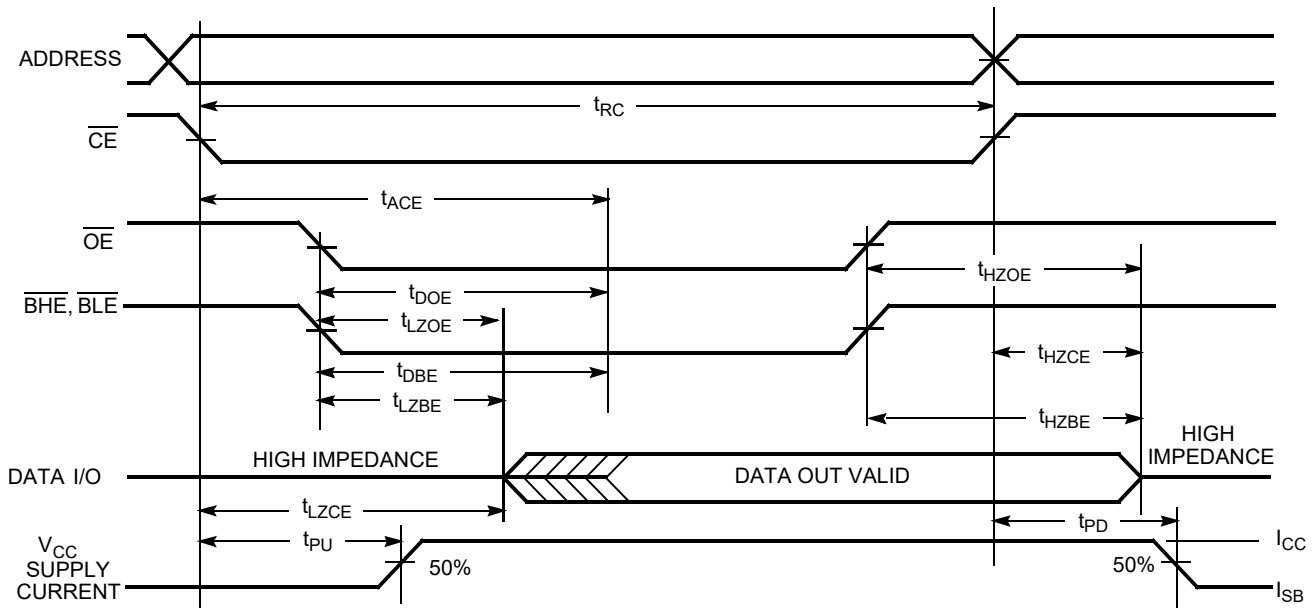 ADDRESS
tRC
CE
tACE
OE
tHZOE
tDOE
BHE, BLE
tLZOE
tHZCE
tDBE
tLZBE
tHZBE
HIGH IMPEDANCE
HIGH
IMPEDANCE
DATA I/O
DATA OUT VALID
tLZCE
tPD
tPU
VCC
SUPPLY
CURRENT
50%
50%
ICC
ISB